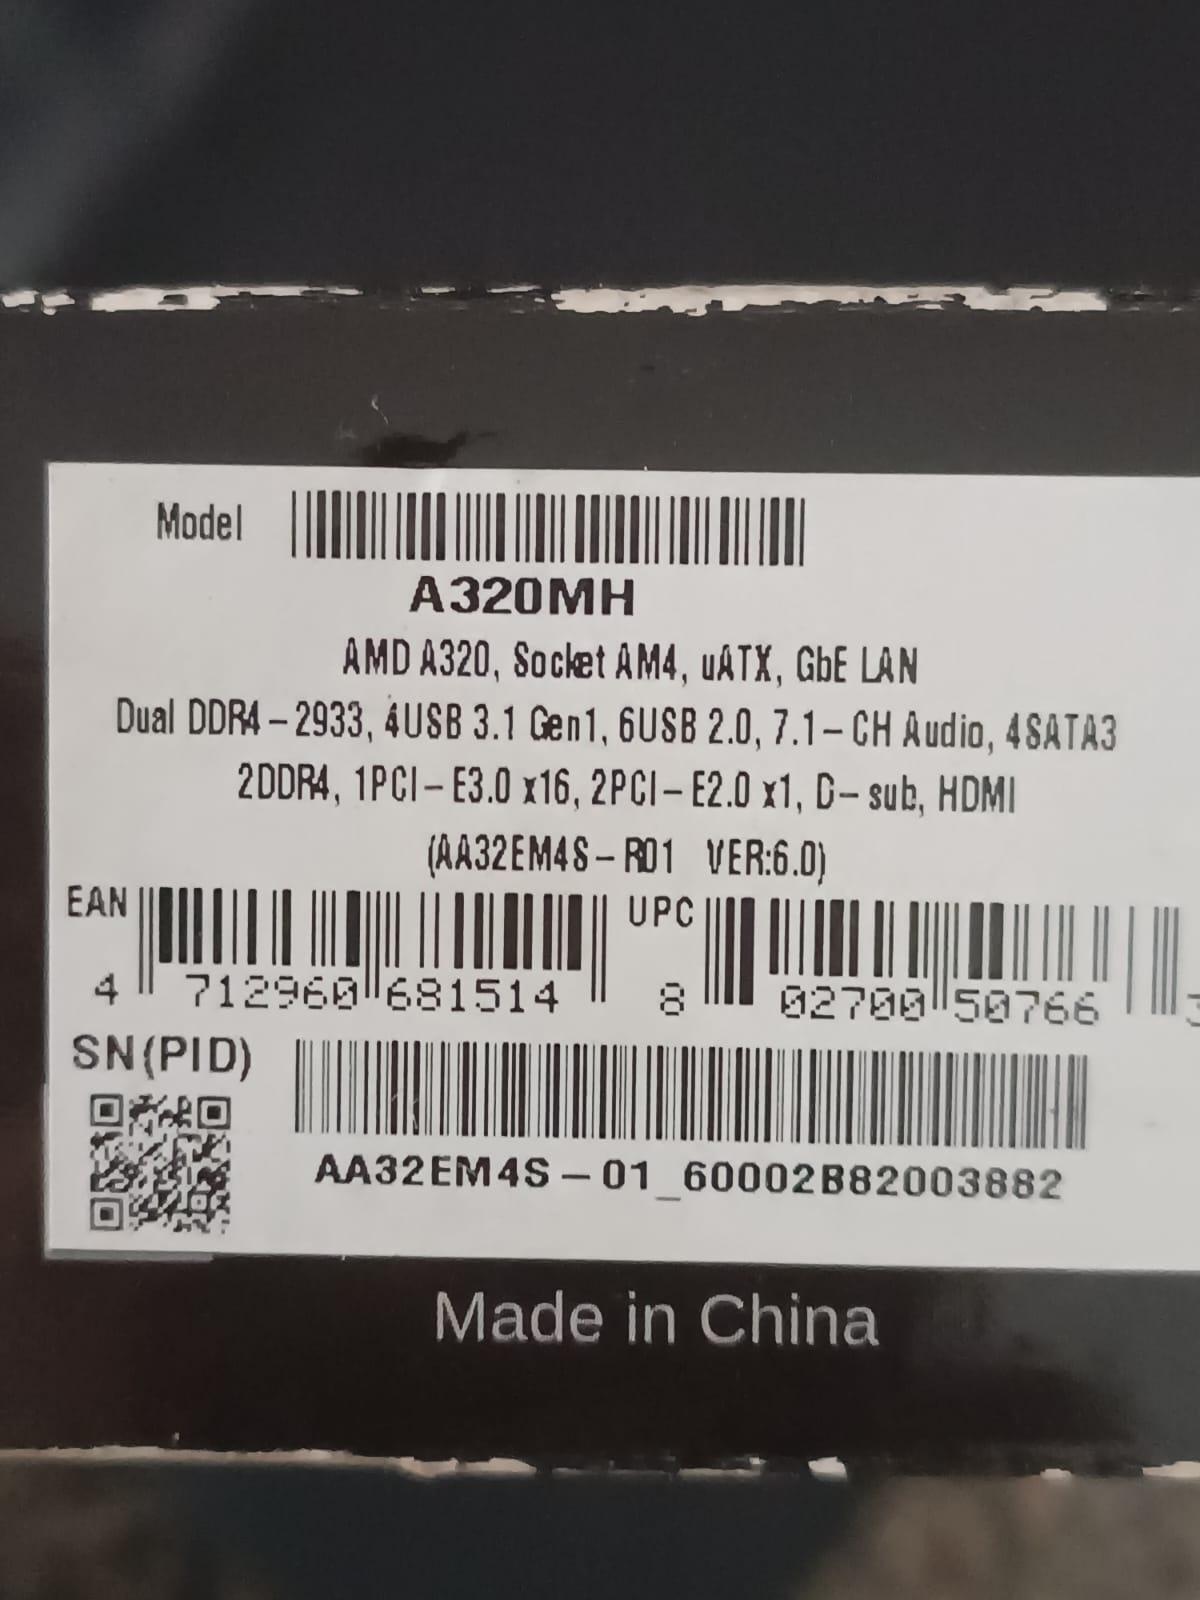 Model
A320MH
AMD A320, Socket AM4, uATX, GbE LAN
Dual DDR4-2933, 4USB 3.1 Gen1, 6USB 2.0, 7.1-CH Audio, 4SATA3
2DDR4, 1PCI-E3.0 x16, 2PCI-E2.0 x1, D-sub, HDMI
(AA32EM4S-R01 VER:6.0)
EAN
4 712960 681514
UPC
8 02700 50766 3
SN(PID)
AA32EM4S-01_60002B82003882
Made in China